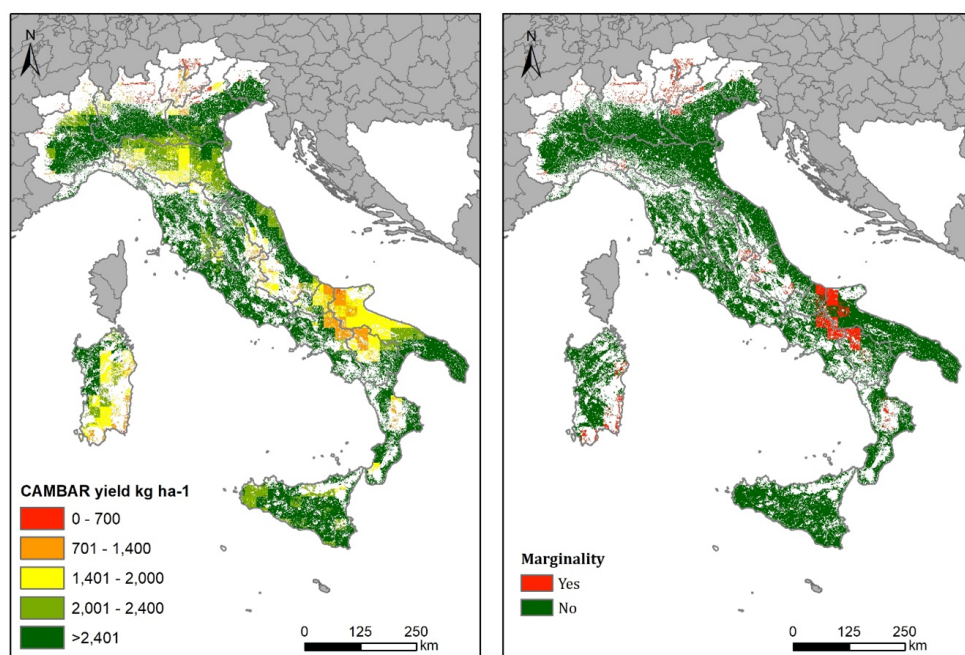 N
CAMBAR yield kg ha-1
0 - 700
701 - 1,400
1,401 - 2,000
2,001 - 2,400
>2,401
0 125 250
km
N
Marginality
Yes
No
0 125 250
km